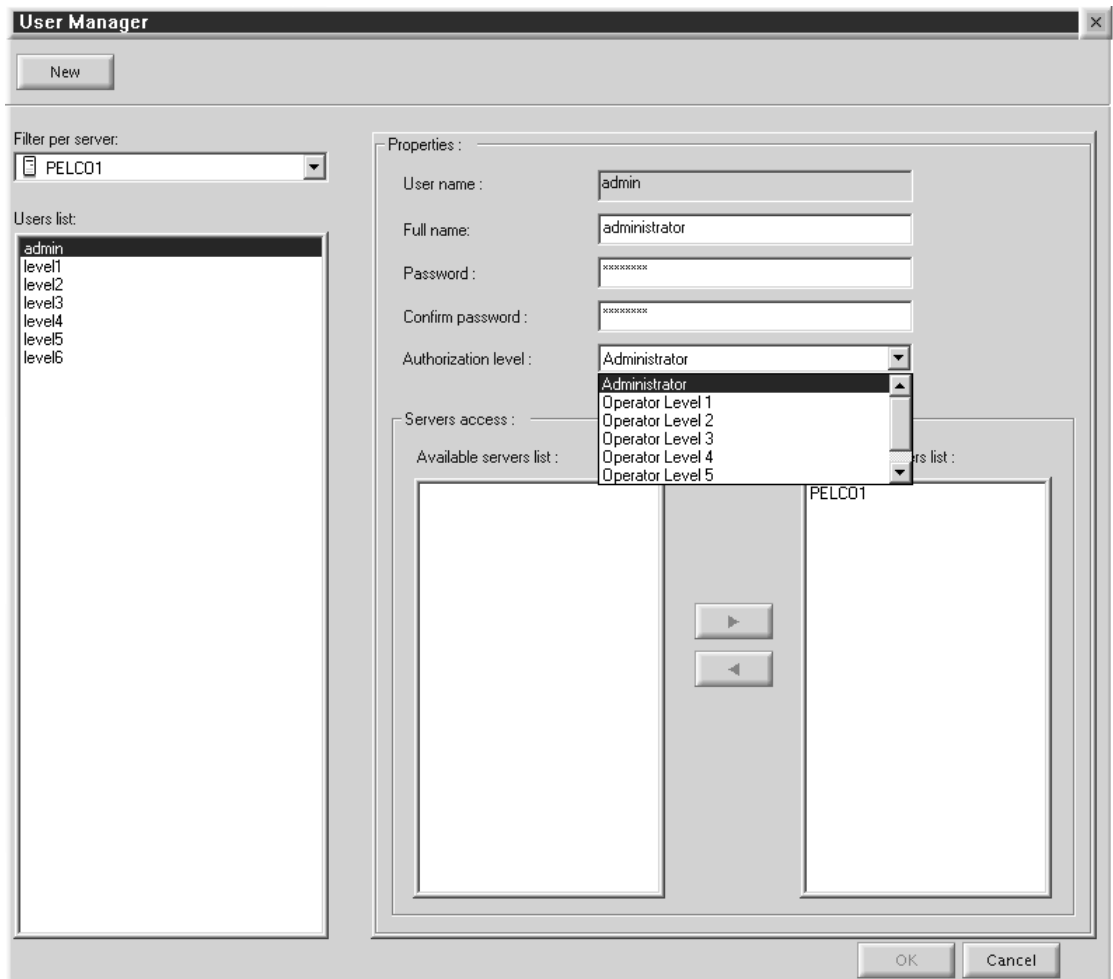 User Manager
New
Filter per server:
PELCO1
Users list:
admin
level1
level2
level3
level4
level5
level6
Properties :
User name :
admin
Full name:
administrator
Password :
xxxxxxxx
Confirm password :
xxxxxxxx
Authorization level :
Administrator
Administrator
Operator Level 1
Operator Level 2
Operator Level 3
Operator Level 4
Operator Level 5
Servers access :
Available servers list :
list :
PELCO1
OK
Cancel